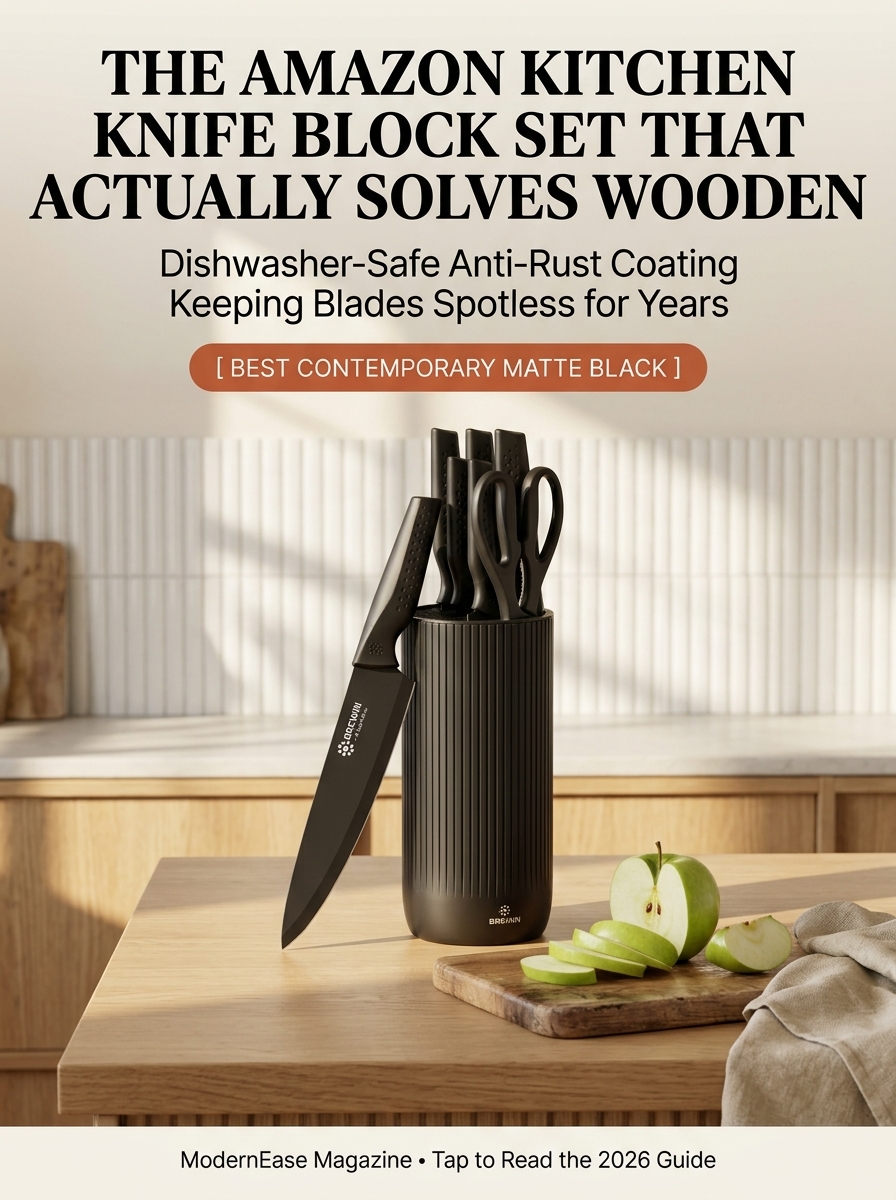 THE AMAZON KITCHEN
KNIFE BLOCK SET THAT
ACTUALLY SOLVES WOODEN
Dishwasher-Safe Anti-Rust Coating
Keeping Blades Spotless for Years
[ BEST CONTEMPORARY MATTE BLACK ]
ModernEase Magazine • Tap to Read the 2026 Guide